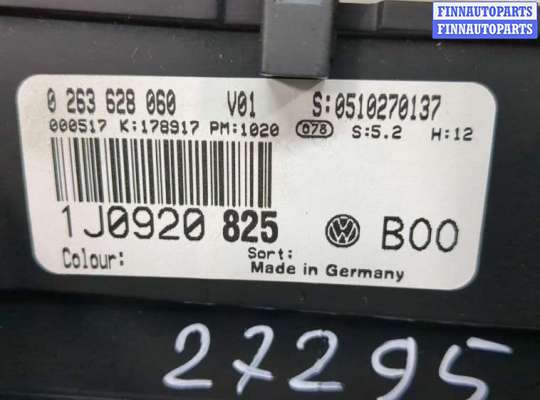 FINNAUTOPARTS
FINNAUTOPARTS
0 263 628 060 V01 S:0510270137
000517 K:178917 PM:1020 078 S:5.2 H:12
1J0920 825 B00
Colour: Sort:
Made in Germany
27295